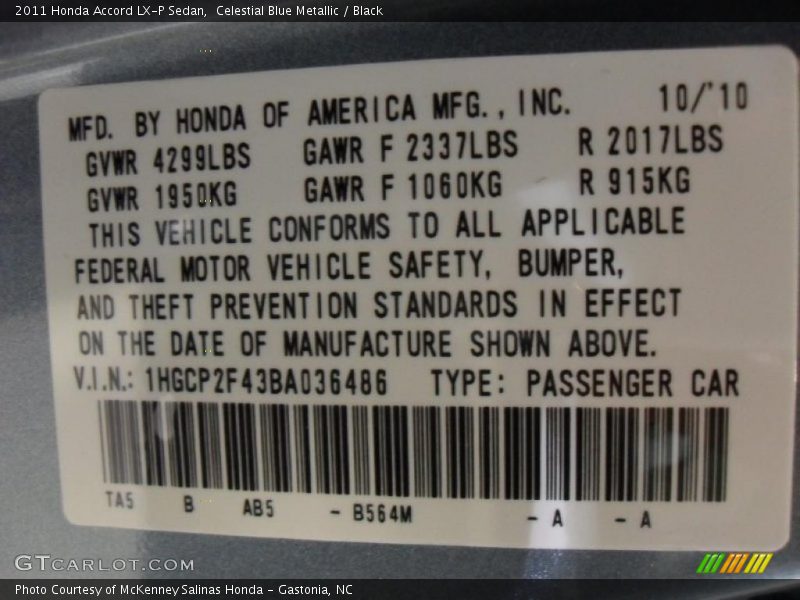 2011 Honda Accord LX-P Sedan,  Celestial Blue Metallic / Black
MFD. BY HONDA OF AMERICA MFG., INC. 10/'10
GVWR 4299LBS GAWR F 2337LBS R 2017LBS
GVWR 1950KG GAWR F 1060KG R 915KG
THIS VEHICLE CONFORMS TO ALL APPLICABLE
FEDERAL MOTOR VEHICLE SAFETY, BUMPER,
AND THEFT PREVENTION STANDARDS IN EFFECT
ON THE DATE OF MANUFACTURE SHOWN ABOVE.
V.I.N.: 1HGCP2F43BA036486 TYPE: PASSENGER CAR
TA5 B AB5 - B564M - A - A
GTCARLOT.COM
Photo Courtesy of McKenney Salinas Honda - Gastonia, NC